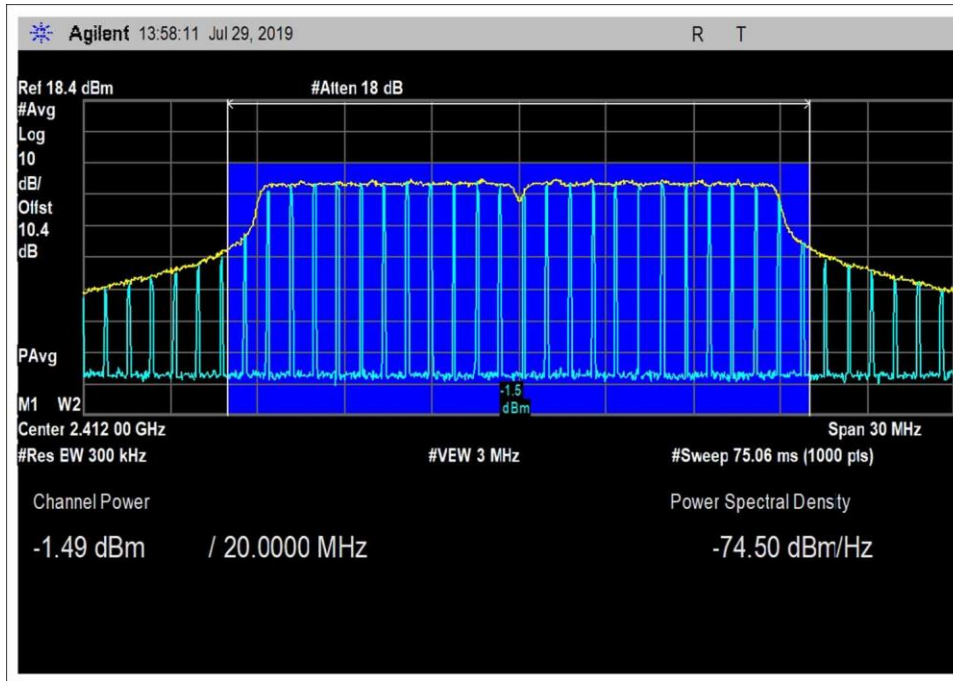 Agilent 13:58:11 Jul 29, 2019 R T
Ref 18.4 dBm #Atten 18 dB
#Avg
Log
10
dB/
Offst
10.4
dB
PAvg
-1.5
dBm
M1 W2
Center 2.412 00 GHz Span 30 MHz
#Res BW 300 kHz #VBW 3 MHz #Sweep 75.06 ms (1000 pts)
Channel Power Power Spectral Density
-1.49 dBm / 20.0000 MHz -74.50 dBm/Hz